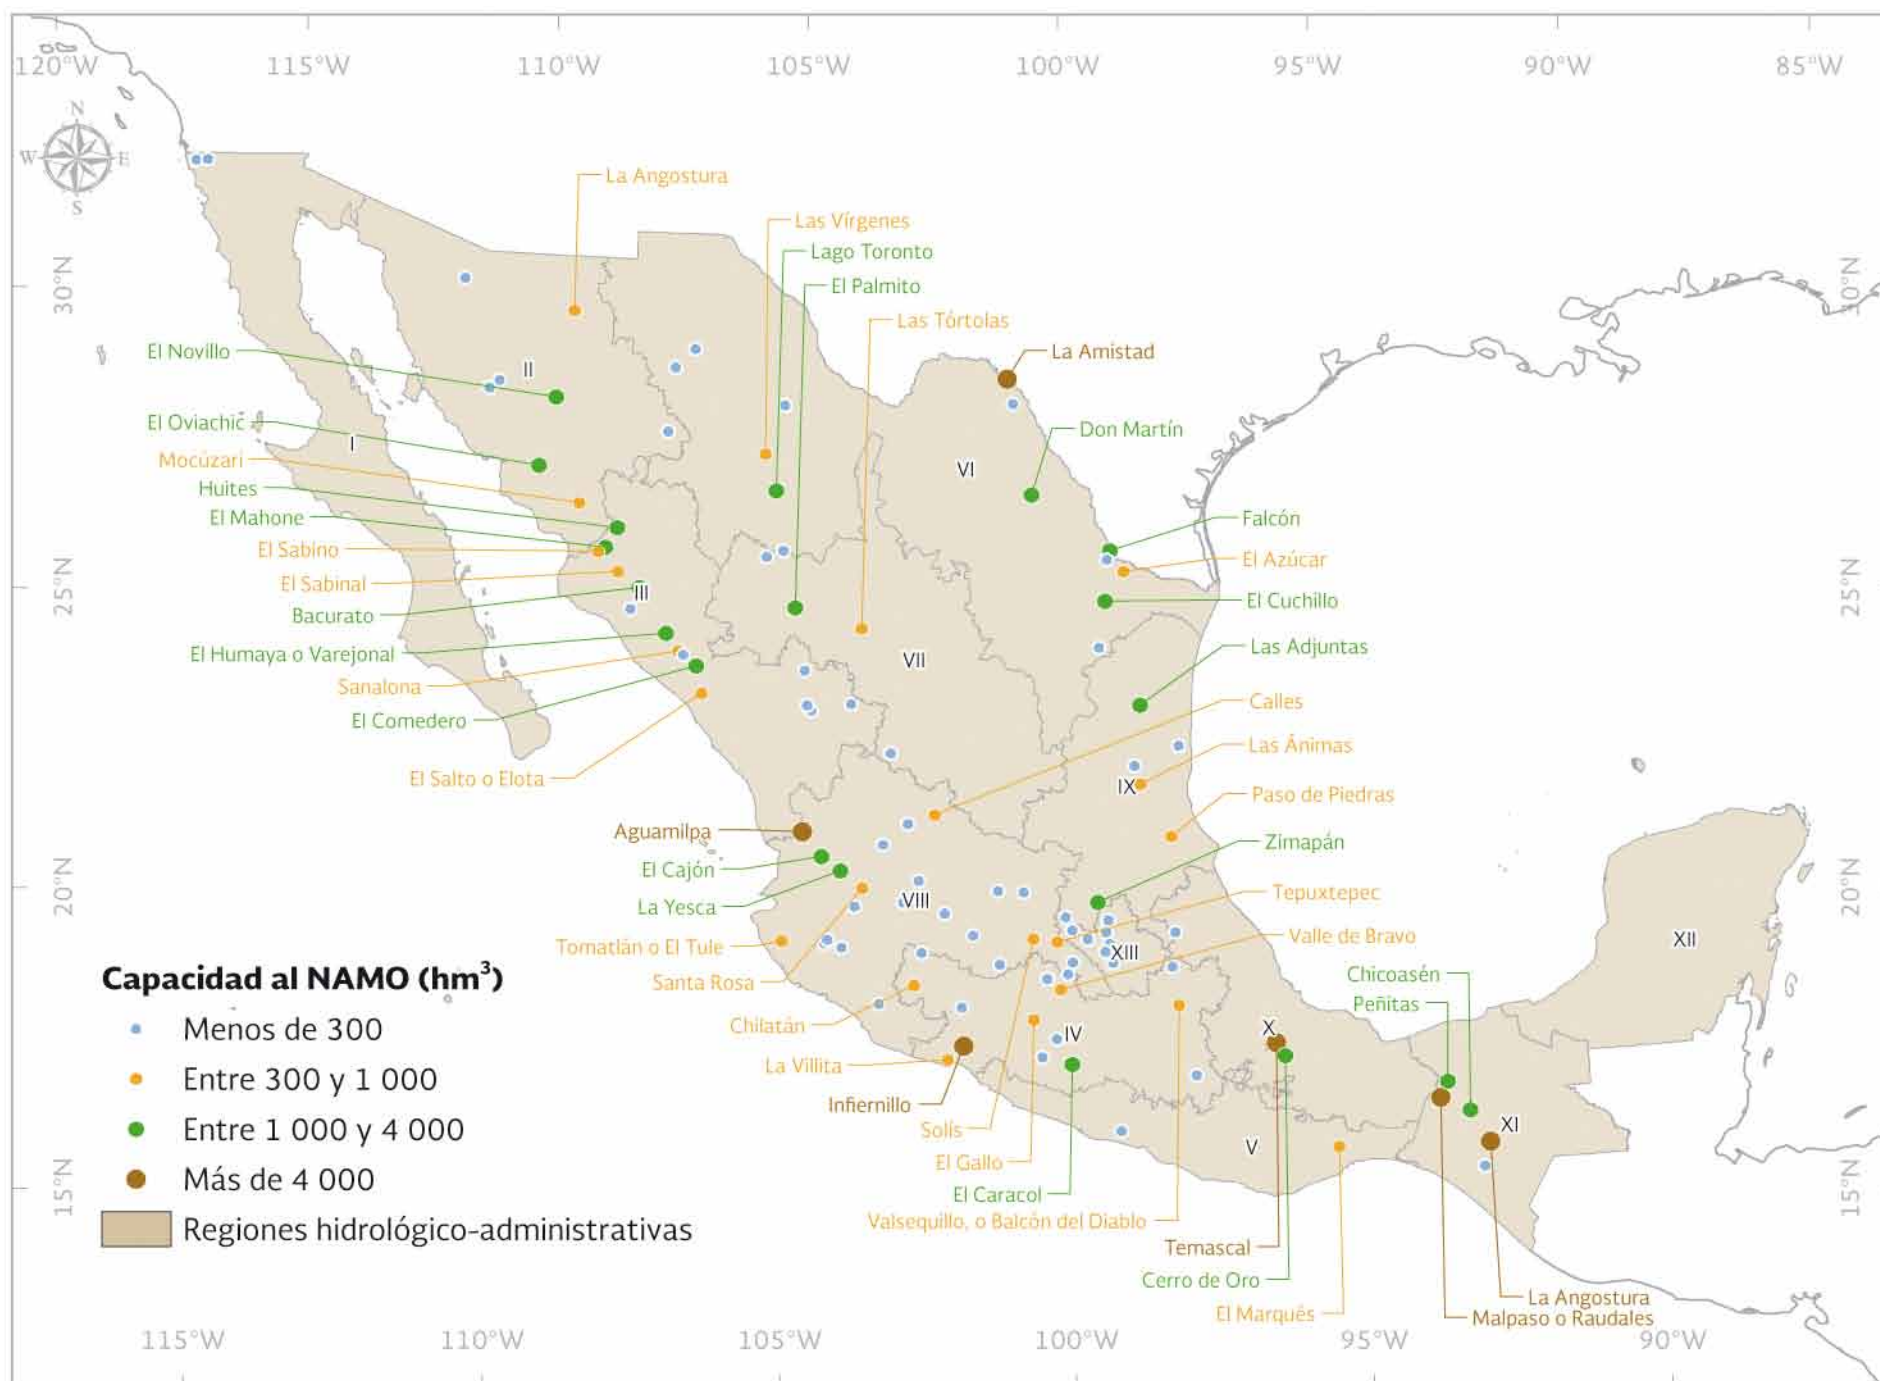 120°W
115°W
110°W
105°W
100°W
95°W
90°W
85°W
N
W
E
S
30°N
30°N
25°N
25°N
20°N
20°N
15°N
15°N
La Angostura
Las Vírgenes
Lago Toronto
El Palmito
Las Tórtolas
El Novillo
II
La Amistad
El Oviachic
I
Don Martín
Mocúzari
VI
Huites
El Mahone
Falcón
El Sabino
El Azúcar
El Sabinal
III
Bacurato
El Cuchillo
El Humaya o Varejonal
Las Adjuntas
VII
Sanalona
Calles
El Comedero
Las Ánimas
El Salto o Elota
IX
Paso de Piedras
Aguamilpa
Zimapán
El Cajón
Tepuxtepec
La Yesca
VIII
Valle de Bravo
Tomatlán o El Tule
XIII
XII
Santa Rosa
Chicoasén
Peñitas
Chilatán
X
IV
La Villita
Infiernillo
Solís
XI
El Gallo
V
El Caracol
Valsequillo, o Balcón del Diablo
Temascal
Cerro de Oro
El Marqués
La Angostura
Malpaso o Raudales
Capacidad al NAMO (hm³)
Menos de 300
Entre 300 y 1 000
Entre 1 000 y 4 000
Más de 4 000
Regiones hidrológico-administrativas
115°W
110°W
105°W
100°W
95°W
90°W